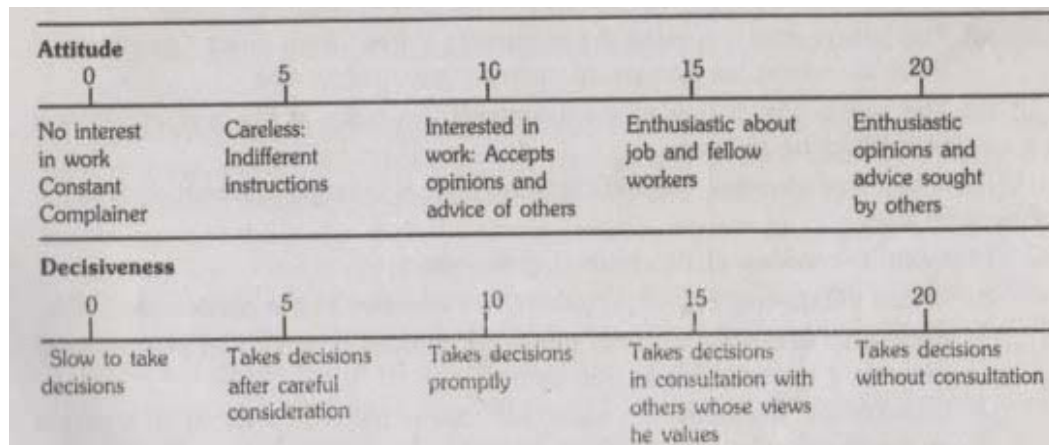 Attitude
0 5 10 15 20
No interest Careless: Interested in Enthusiastic about Enthusiastic
in work Indifferent work: Accepts job and fellow opinions and
Constant instructions opinions and workers advice sought
Complainer advice of others by others
Decisiveness
0 5 10 15 20
Slow to take Takes decisions Takes decisions Takes decisions Takes decisions
decisions after careful promptly in consultation with without consultation
consideration others whose views
he values